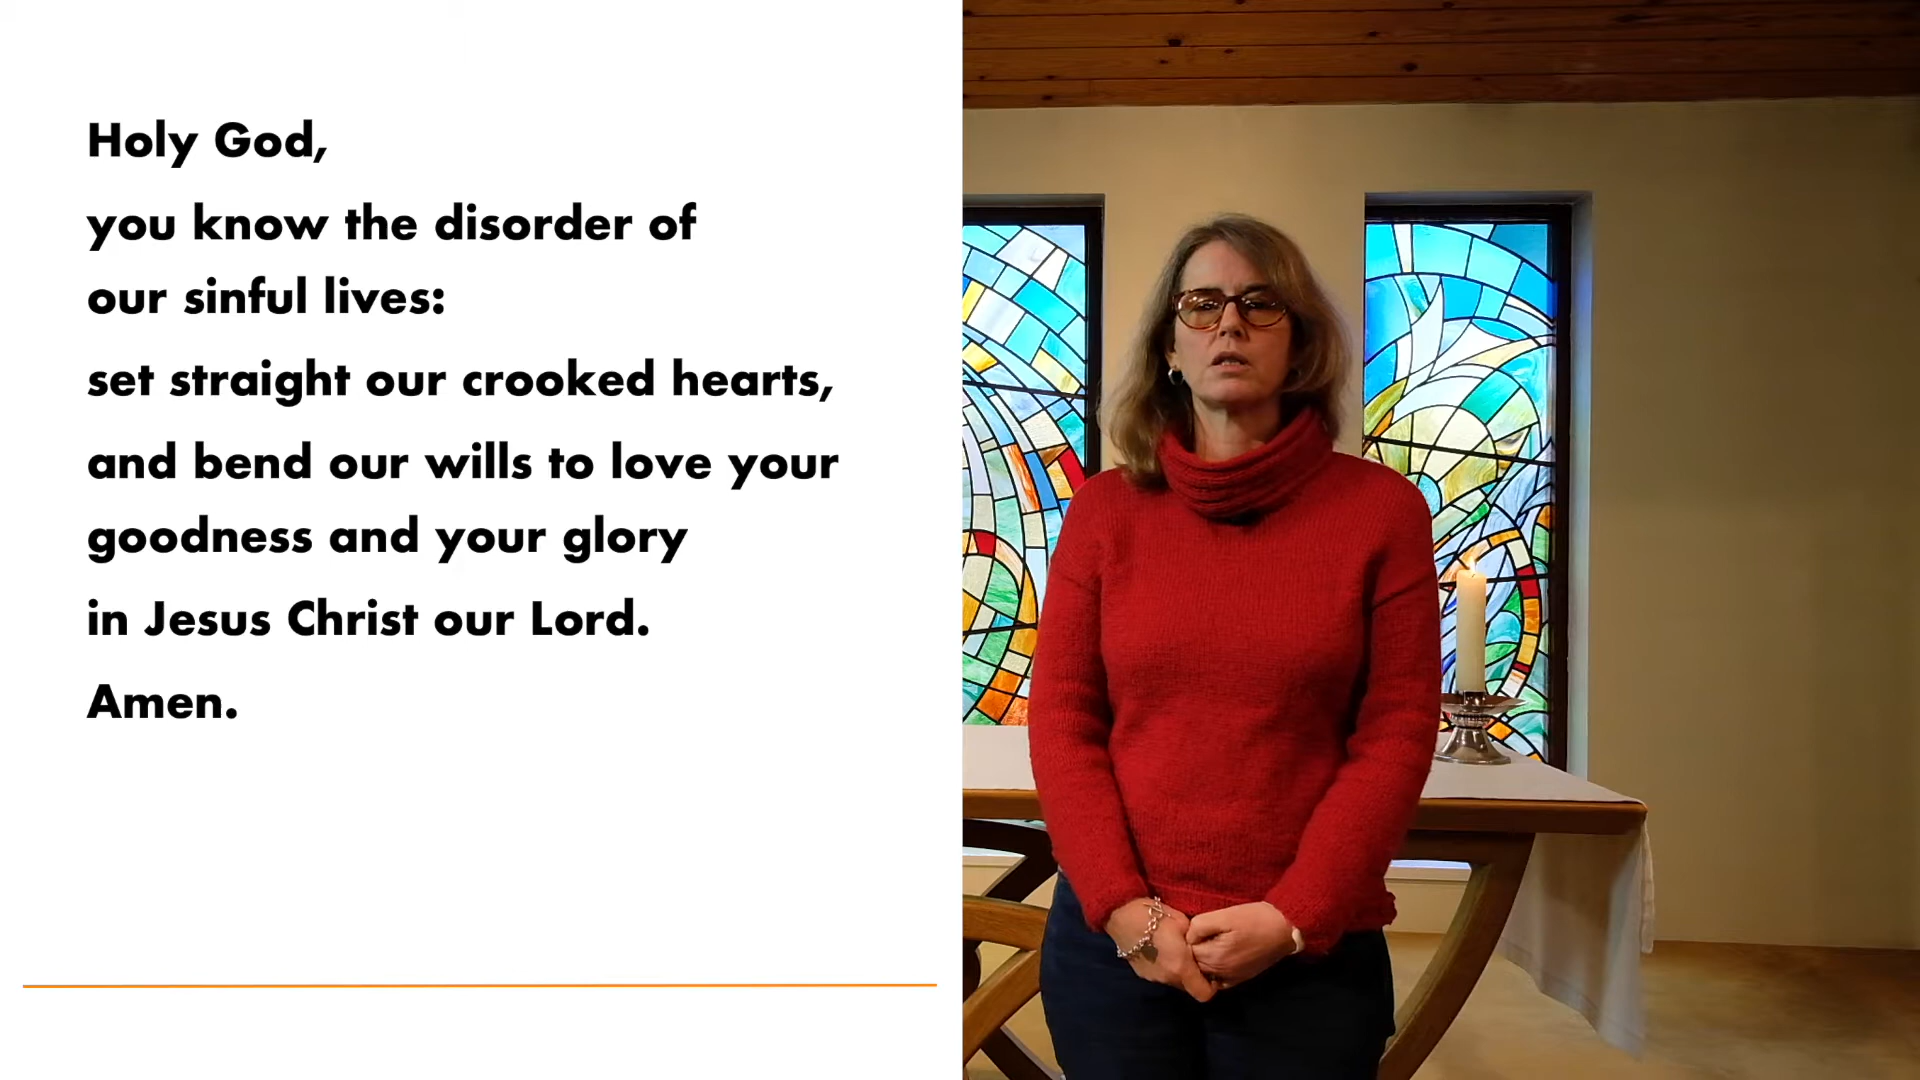 Holy God,
you know the disorder of
our sinful lives:
set straight our crooked hearts,
and bend our wills to love your
goodness and your glory
in Jesus Christ our Lord.
Amen.